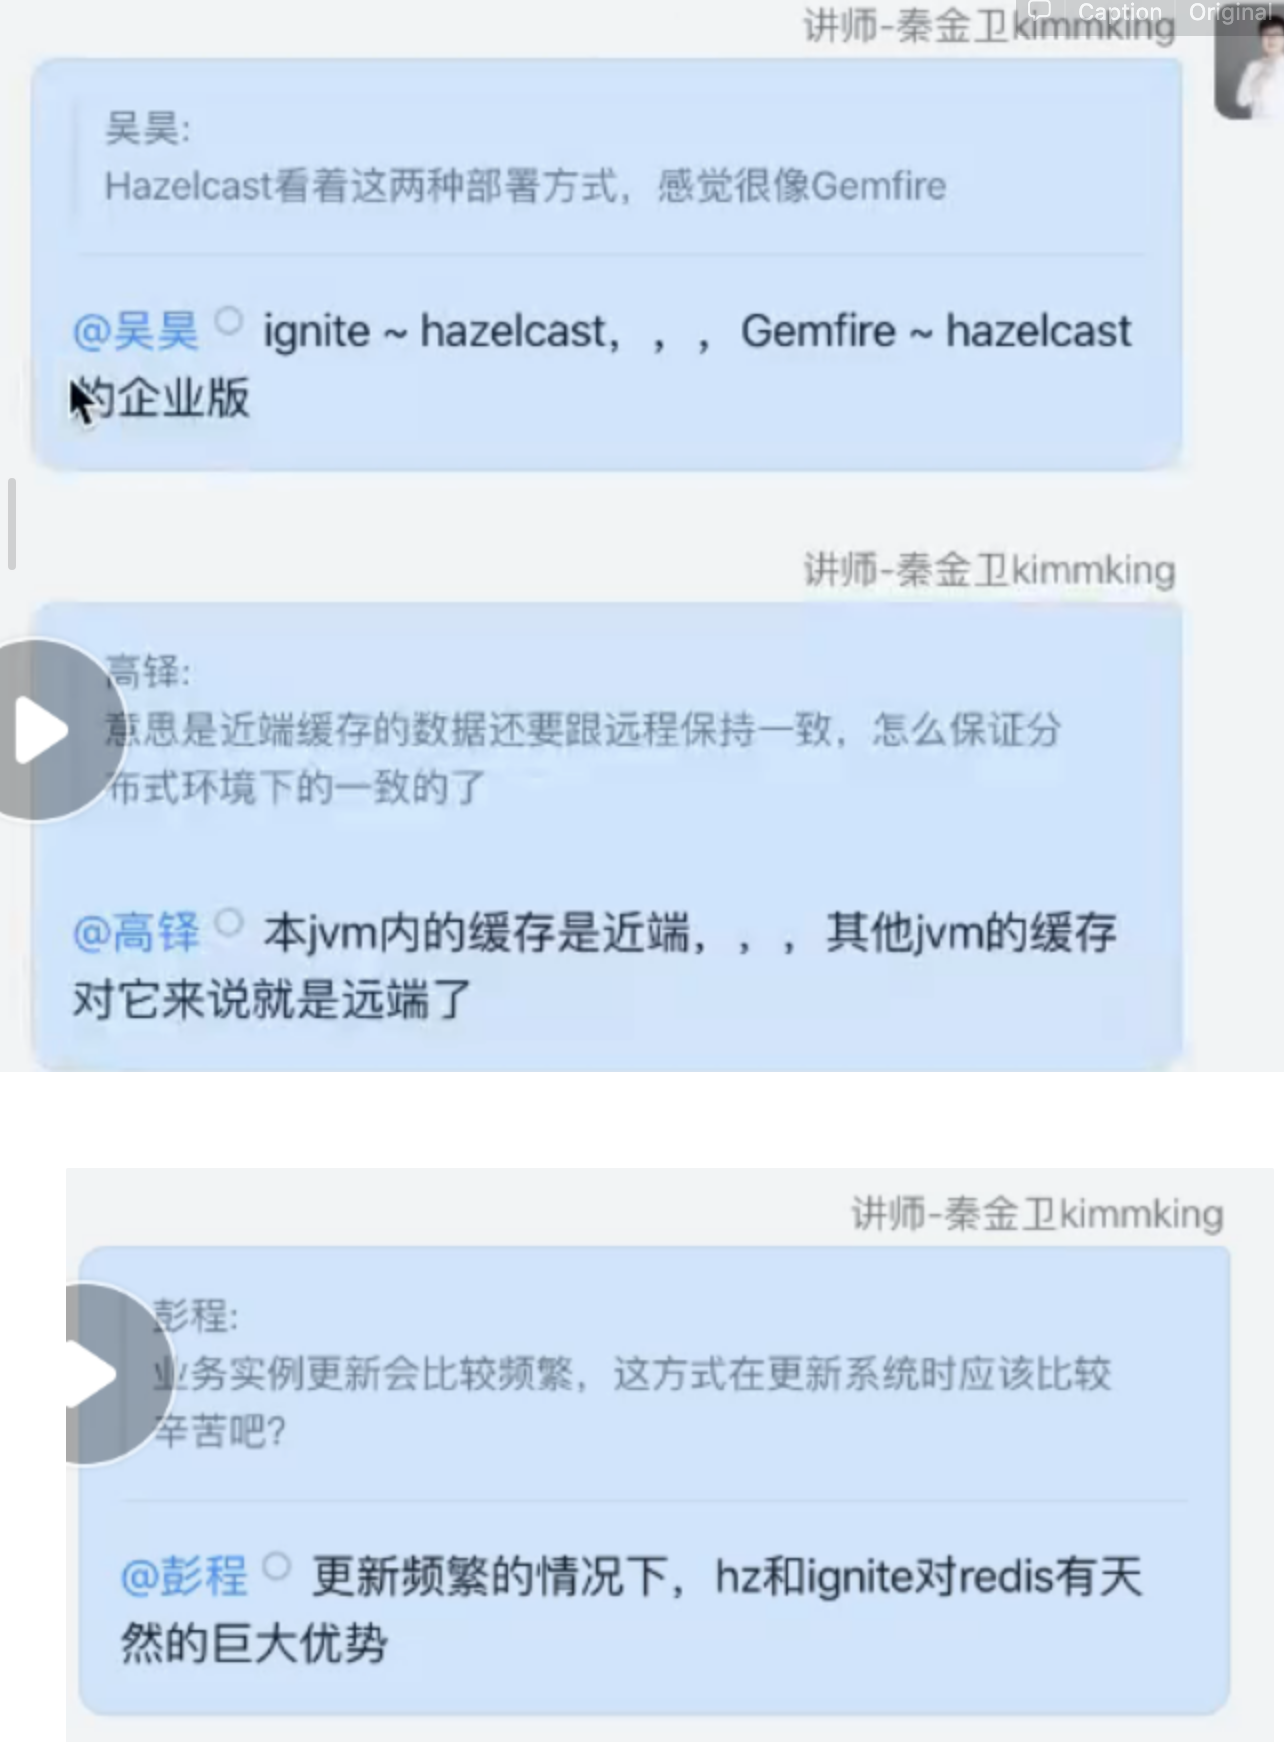 Caption Original
讲师-秦金卫kimmking
吴昊:
Hazelcast看着这两种部署方式，感觉很像Gemfire
@吴昊 ignite ~ hazelcast，，，Gemfire ~ hazelcast
的企业版
讲师-秦金卫kimmking
高铎:
意思是近端缓存的数据还要跟远程保持一致，怎么保证分
布式环境下的一致的了
@高铎 本jvm内的缓存是近端，，，其他jvm的缓存
对它来说就是远端了
讲师-秦金卫kimmking
彭程:
业务实例更新会比较频繁，这方式在更新系统时应该比较
辛苦吧?
@彭程 更新频繁的情况下，hz和ignite对redis有天
然的巨大优势